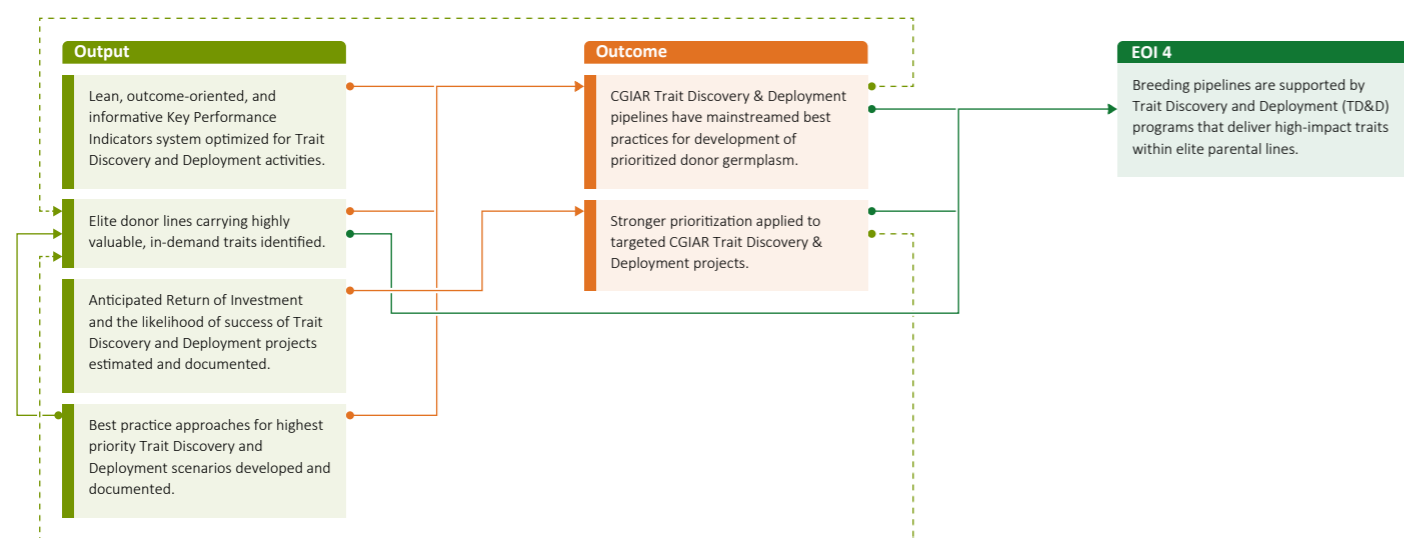 Output
Lean, outcome-oriented, and
informative Key Performance
Indicators system optimized for Trait
Discovery and Deployment activities.
Elite donor lines carrying highly
valuable, in-demand traits identified.
Anticipated Return of Investment
and the likelihood of success of Trait
Discovery and Deployment projects
estimated and documented.
Best practice approaches for highest
priority Trait Discovery and
Deployment scenarios developed and
documented.
Outcome
CGIAR Trait Discovery & Deployment
pipelines have mainstreamed best
practices for development of
prioritized donor germplasm.
Stronger prioritization applied to
targeted CGIAR Trait Discovery &
Deployment projects.
EOI 4
Breeding pipelines are supported by
Trait Discovery and Deployment (TD&D)
programs that deliver high-impact traits
within elite parental lines.